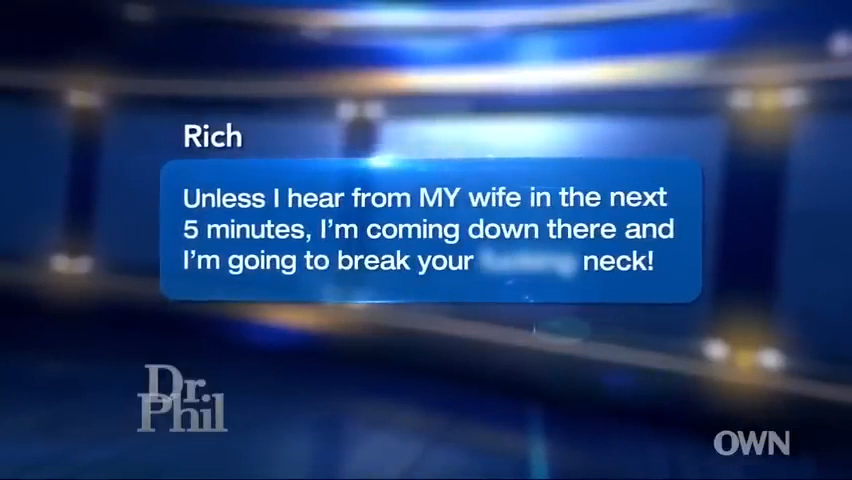 Rich
Unless I hear from MY wife in the next
5 minutes, I'm coming down there and
I'm going to break your neck!
Dr.
Phil
OWN